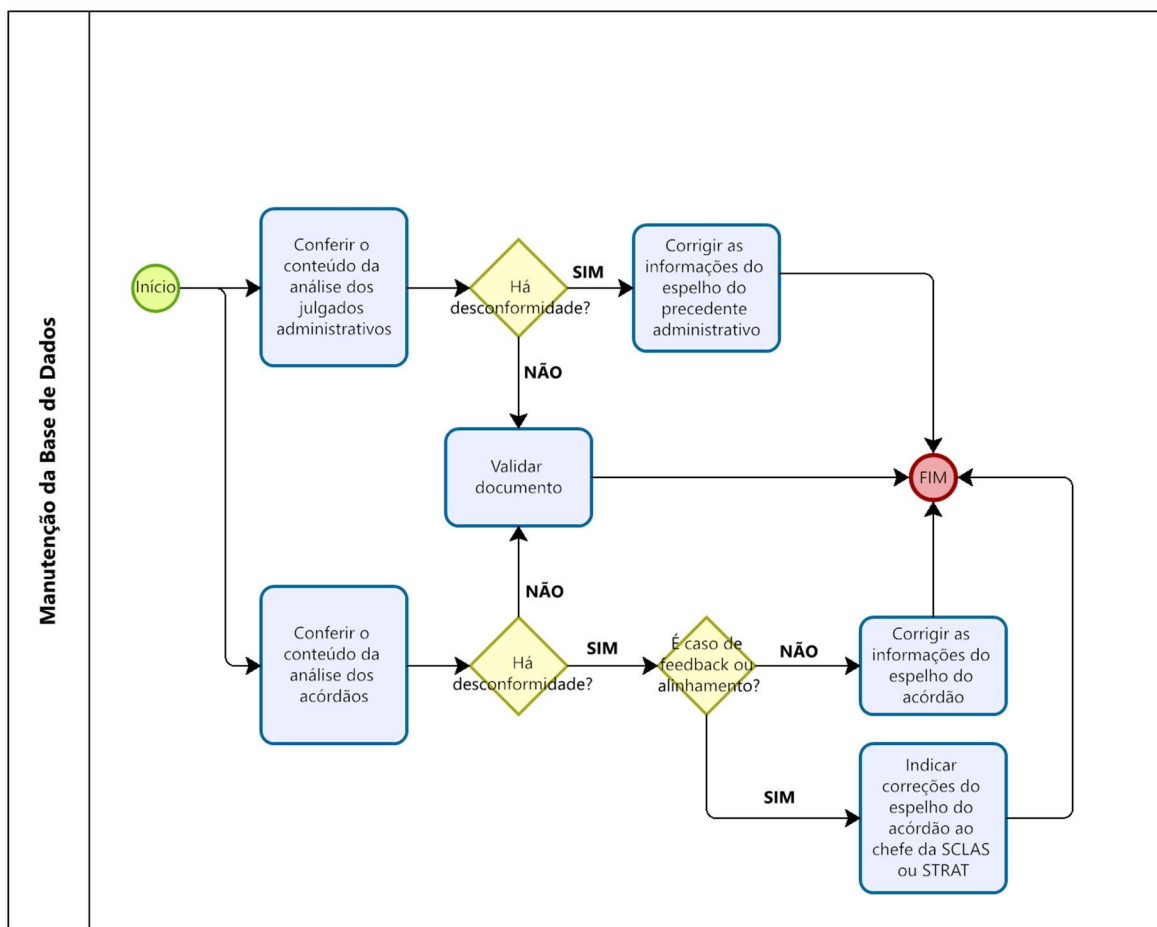 Manutenção da Base de Dados
Início
Conferir o
conteúdo da
análise dos
julgados
administrativos
Há
desconformidade?
SIM
Corrigir as
informações do
espelho do
precedente
administrativo
NÃO
Validar
documento
FIM
NÃO
Conferir o
conteúdo da
análise dos
acórdãos
Há
desconformidade?
SIM
É caso de
feedback ou
alinhamento?
NÃO
Corrigir as
informações do
espelho do
acórdão
SIM
Indicar
correções do
espelho do
acórdão ao
chefe da SCLAS
ou STRAT